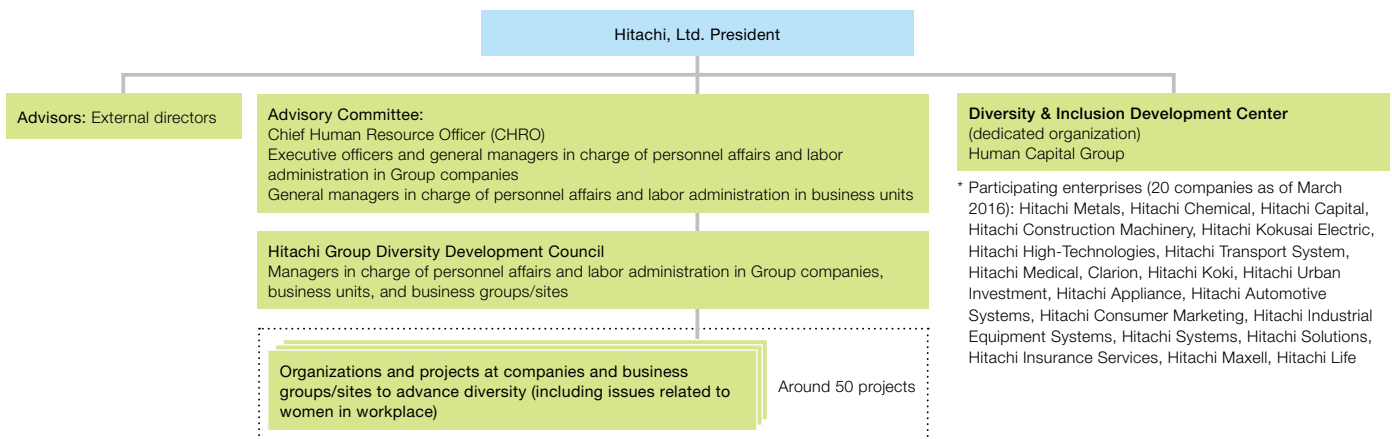 Hitachi, Ltd. President
Advisors: External directors
Advisory Committee:
Chief Human Resource Officer (CHRO)
Executive officers and general managers in charge of personnel affairs and labor
administration in Group companies
General managers in charge of personnel affairs and labor administration in business units
Diversity & Inclusion Development Center
(dedicated organization)
Human Capital Group
* Participating enterprises (20 companies as of March
2016): Hitachi Metals, Hitachi Chemical, Hitachi Capital,
Hitachi Construction Machinery, Hitachi Kokusai Electric,
Hitachi High-Technologies, Hitachi Transport System,
Hitachi Medical, Clarion, Hitachi Koki, Hitachi Urban
Investment, Hitachi Appliance, Hitachi Automotive
Systems, Hitachi Consumer Marketing, Hitachi Industrial
Equipment Systems, Hitachi Systems, Hitachi Solutions,
Hitachi Insurance Services, Hitachi Maxell, Hitachi Life
Hitachi Group Diversity Development Council
Managers in charge of personnel affairs and labor administration in Group companies,
business units, and business groups/sites
Organizations and projects at companies and business
groups/sites to advance diversity (including issues related to
women in workplace)
Around 50 projects